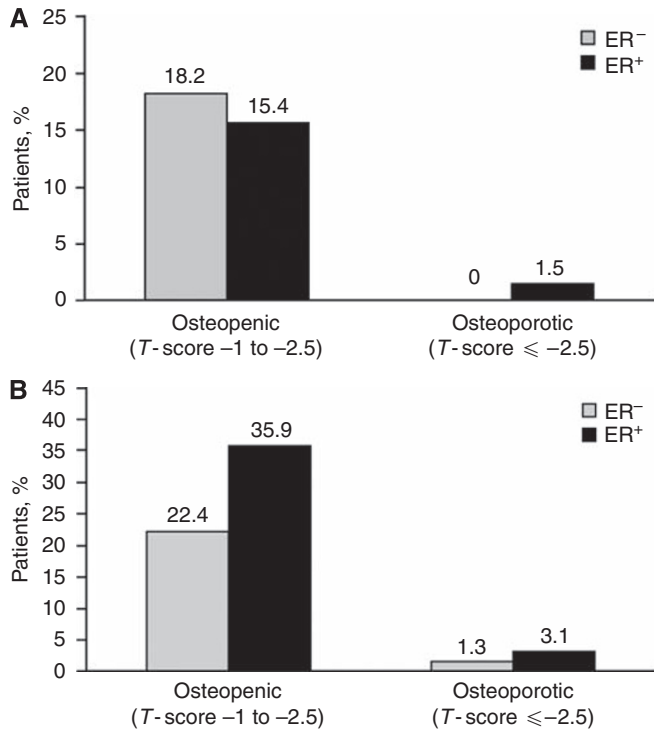 A
25
20
15
10
5
0
Patients, %
ER–
ER+
18.2
15.4
0
1.5
Osteopenic
(T-score –1 to –2.5)
Osteoporotic
(T-score ⩽ –2.5)
B
45
40
35
30
25
20
15
10
5
0
Patients, %
ER–
ER+
22.4
35.9
1.3
3.1
Osteopenic
(T-score –1 to –2.5)
Osteoporotic
(T-score ⩽–2.5)